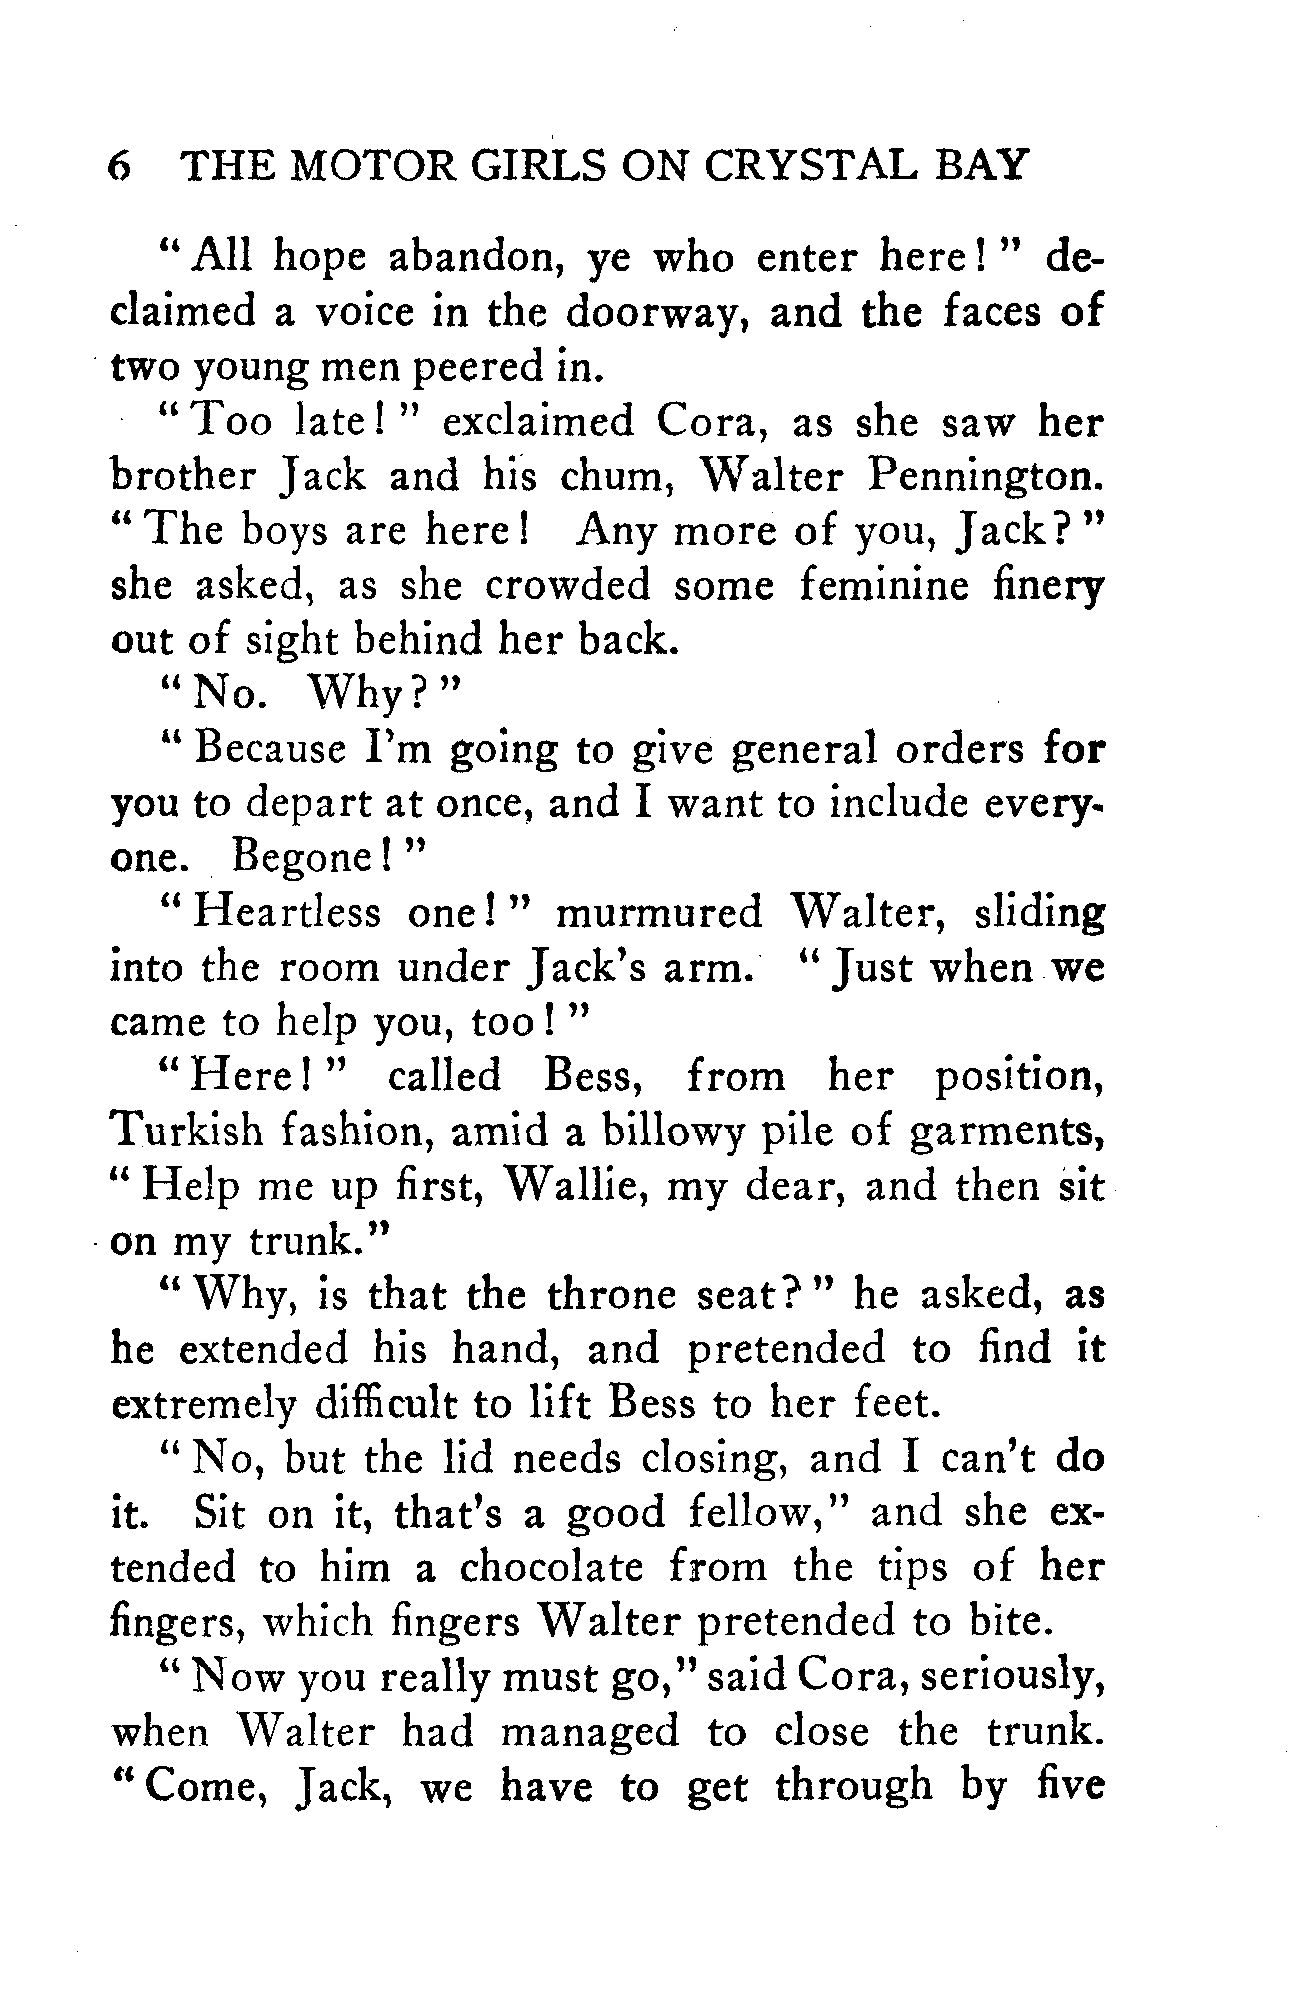 6 THE MOTOR GIRLS ON CRYSTAL BAY
“All hope abandon, ye who enter here!” de-
claimed a voice in the doorway, and the faces of
two young men peered in.
“Too late!” exclaimed Cora, as she saw her
brother Jack and his chum, Walter Pennington.
“The boys are here! Any more of you, Jack?”
she asked, as she crowded some feminine finery
out of sight behind her back.
“No. Why?”
“Because I’m going to give general orders for
you to depart at once, and I want to include every-
one. Begone!”
“Heartless one!” murmured Walter, sliding
into the room under Jack’s arm. “Just when we
came to help you, too!”
“Here!” called Bess, from her position,
Turkish fashion, amid a billowy pile of garments,
“Help me up first, Wallie, my dear, and then sit
on my trunk.”
“Why, is that the throne seat?” he asked, as
he extended his hand, and pretended to find it
extremely difficult to lift Bess to her feet.
“No, but the lid needs closing, and I can’t do
it. Sit on it, that’s a good fellow,” and she ex-
tended to him a chocolate from the tips of her
fingers, which fingers Walter pretended to bite.
“Now you really must go,” said Cora, seriously,
when Walter had managed to close the trunk.
“Come, Jack, we have to get through by five